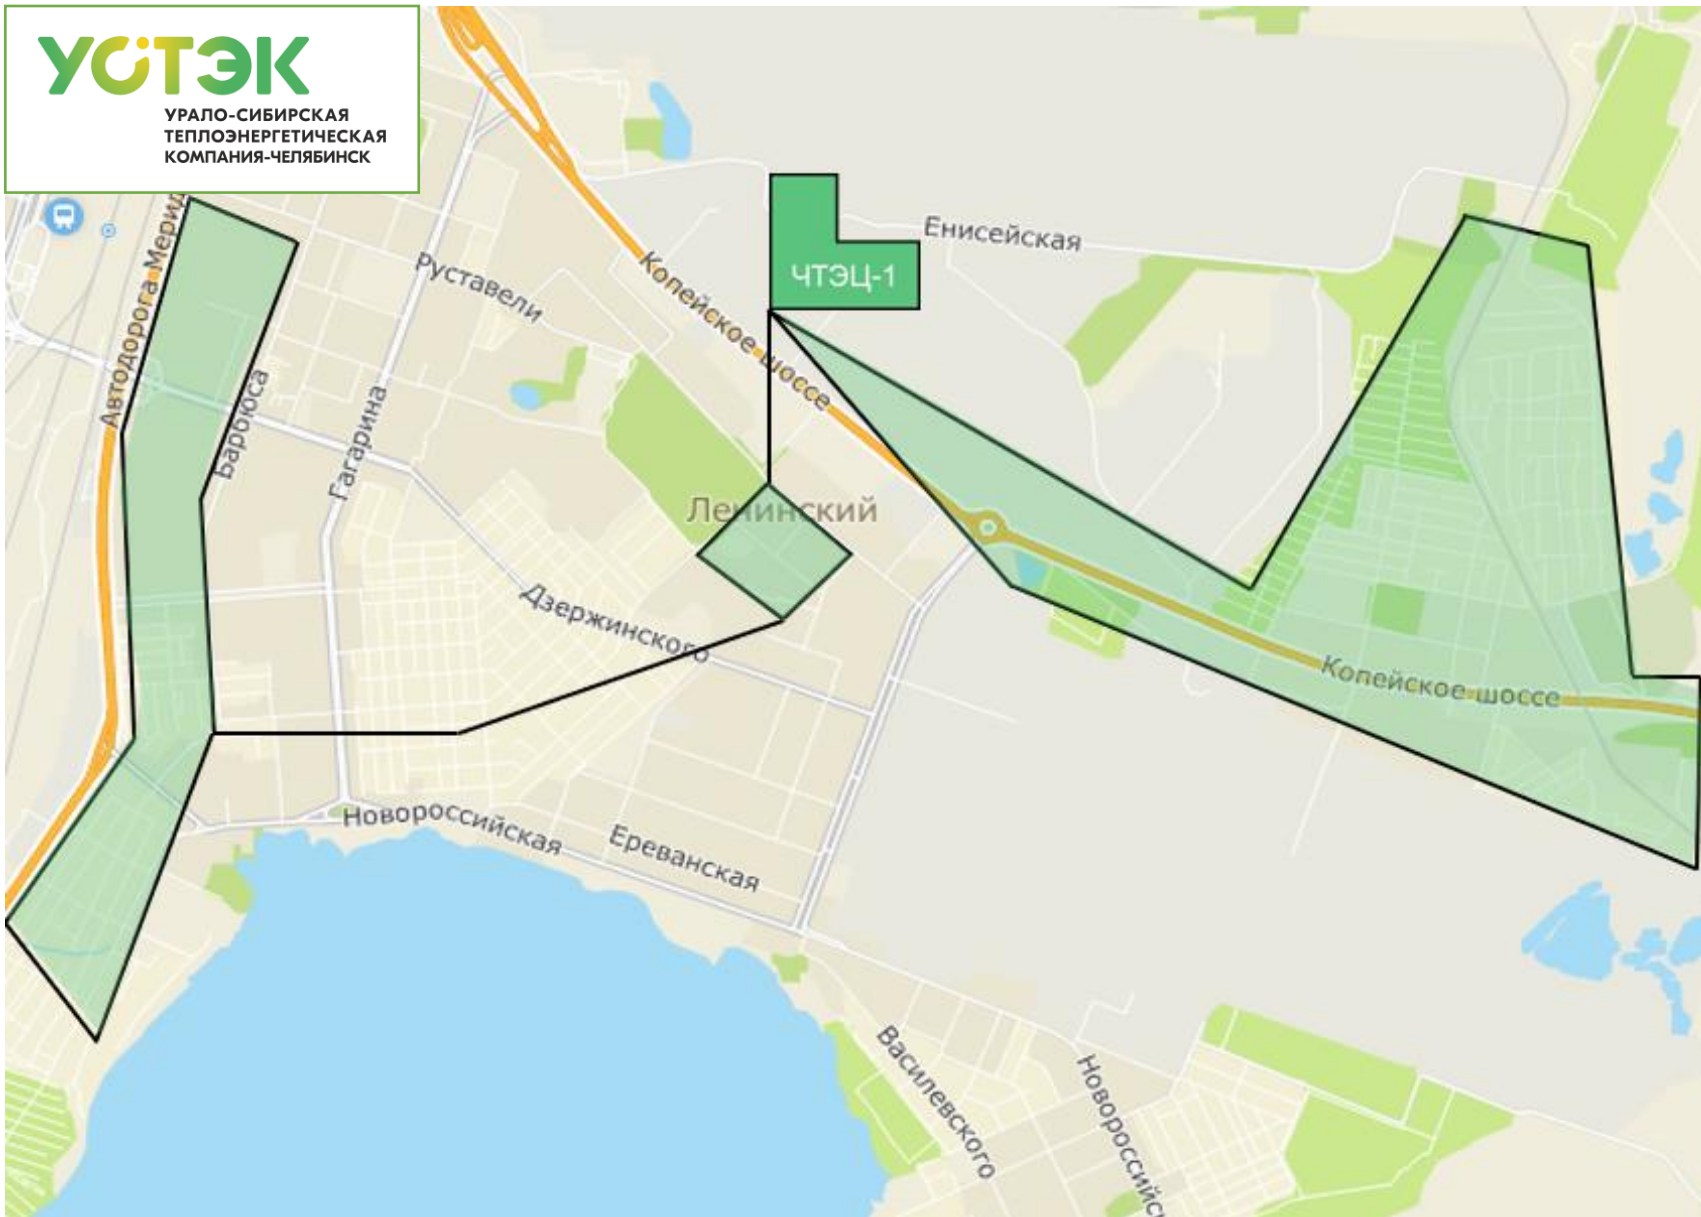 УСТЭК
УРАЛО-СИБИРСКАЯ
ТЕПЛОЭНЕРГЕТИЧЕСКАЯ
КОМПАНИЯ-ЧЕЛЯБИНСК
Автодорога Мерид
Руставели
Копейское шоссе
Енисейская
ЧТЭЦ-1
Барбюса
Гагарина
Ленинский
Дзержинского
Копейское шоссе
Новороссийская
Ереванская
Василевского
Новороссийс